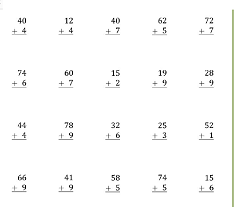 40 12 40 62 72
+ 4 + 4 + 7 + 5 + 7
74 60 15 19 28
+ 6 + 7 + 2 + 9 + 9
44 78 32 25 52
+ 4 + 9 + 6 + 3 + 1
66 41 58 74 15
+ 9 + 9 + 5 + 5 + 6